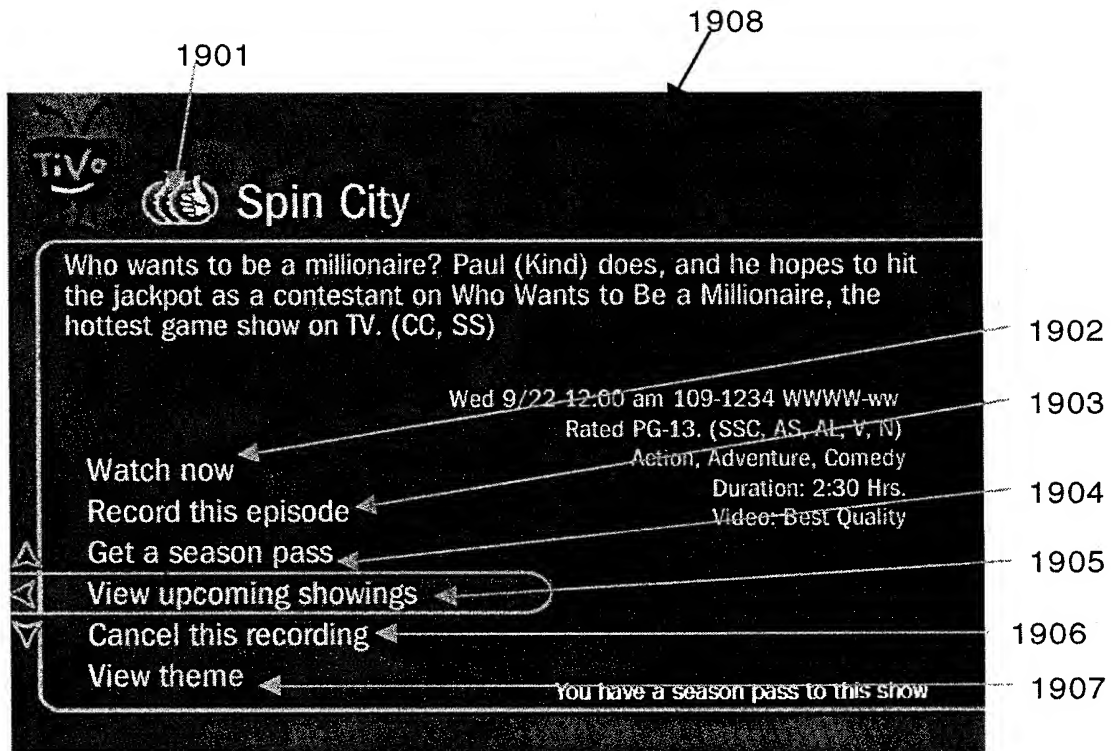 1908
1901
TiVo
Spin City
Who wants to be a millionaire? Paul (Kind) does, and he hopes to hit
the jackpot as a contestant on Who Wants to Be a Millionaire, the
hottest game show on TV. (CC, SS)
1902
Wed 9/22 12:00 am 109-1234 WWWW-ww
1903
Rated PG-13. (SSC, AS, AL, V, N)
Watch now
Action, Adventure, Comedy
Duration: 2:30 Hrs.
1904
Record this episode
Video: Best Quality
Get a season pass
1905
View upcoming showings
Cancel this recording
1906
View theme
You have a season pass to this show
1907